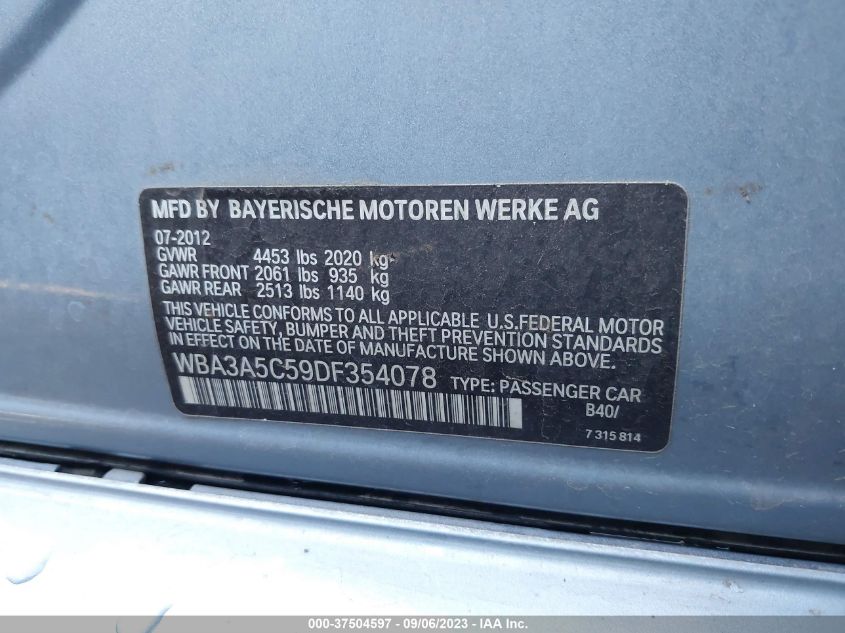 MFD BY BAYERISCHE MOTOREN WERKE AG
07-2012
GVWR 4453 lbs 2020 kg
GAWR FRONT 2061 lbs 935 kg
GAWR REAR 2513 lbs 1140 kg
THIS VEHICLE CONFORMS TO ALL APPLICABLE U.S.FEDERAL MOTOR
VEHICLE SAFETY, BUMPER AND THEFT PREVENTION STANDARDS
IN EFFECT ON THE DATE OF MANUFACTURE SHOWN ABOVE.
WBA3A5C59DF354078 TYPE: PASSENGER CAR
B40/
7 315 814
000-37504597 - 09/06/2023 - IAA Inc.